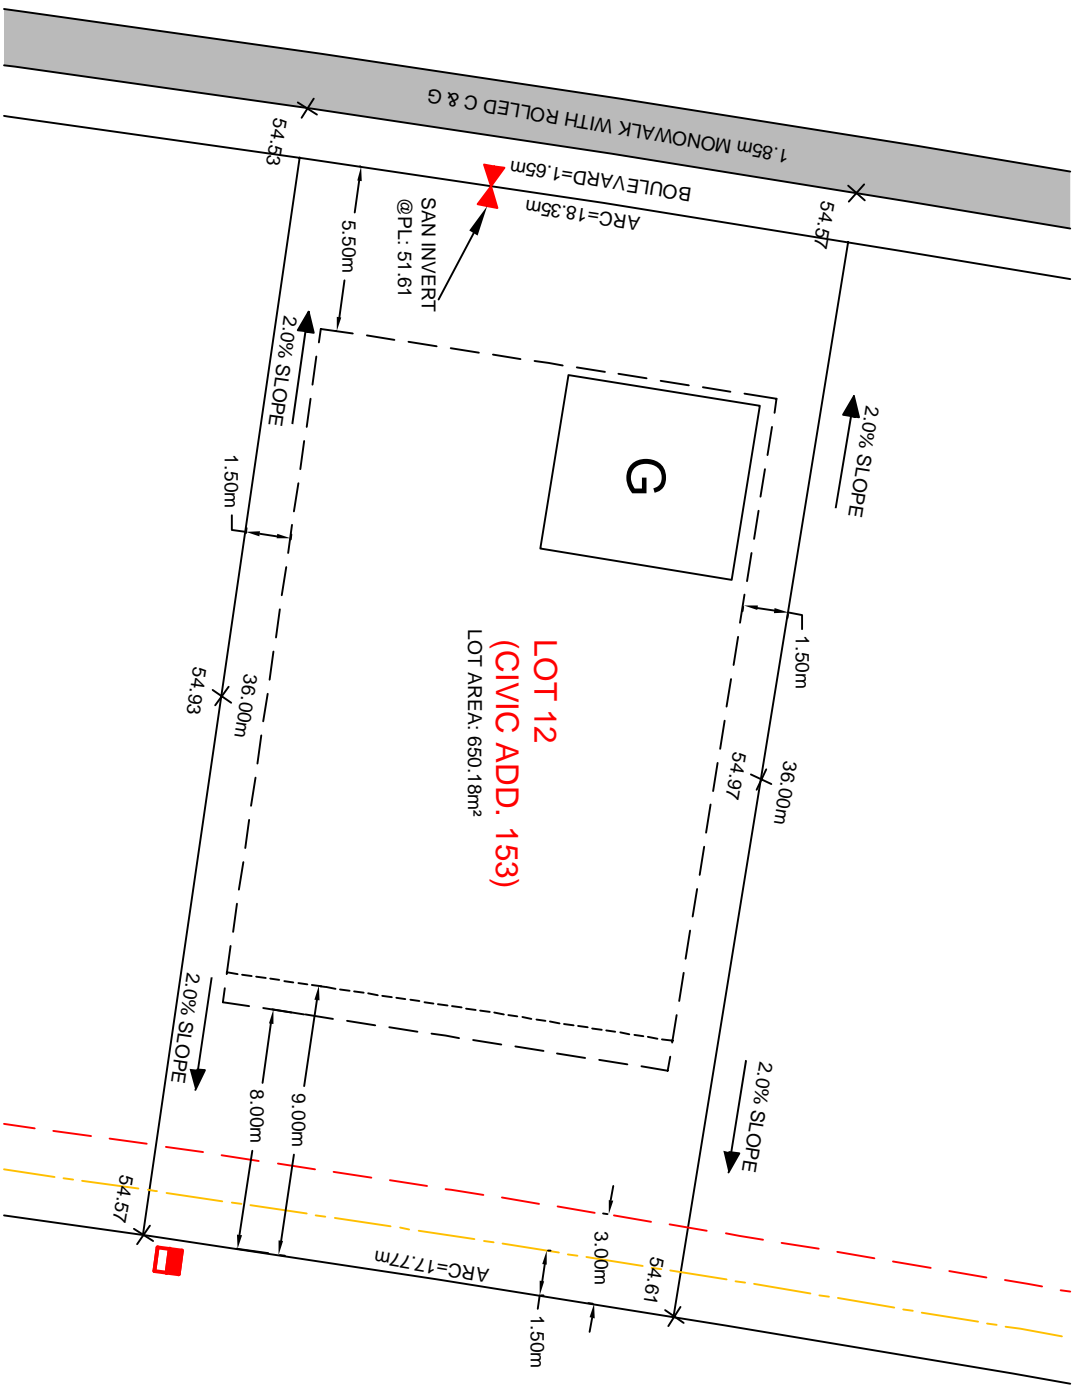 1.85m MONOWALK WITH ROLLED C & G
54.53
54.57
BOULEVARD=1.65m
ARC=18.35m
SAN INVERT
@PL: 51.61
5.50m
2.0% SLOPE
2.0% SLOPE
G
1.50m
1.50m
LOT 12
(CIVIC ADD. 153)
LOT AREA: 650.18m²
36.00m
54.93
36.00m
54.97
2.0% SLOPE
2.0% SLOPE
8.00m
9.00m
54.57
3.00m
54.61
ARC=17.77m
1.50m